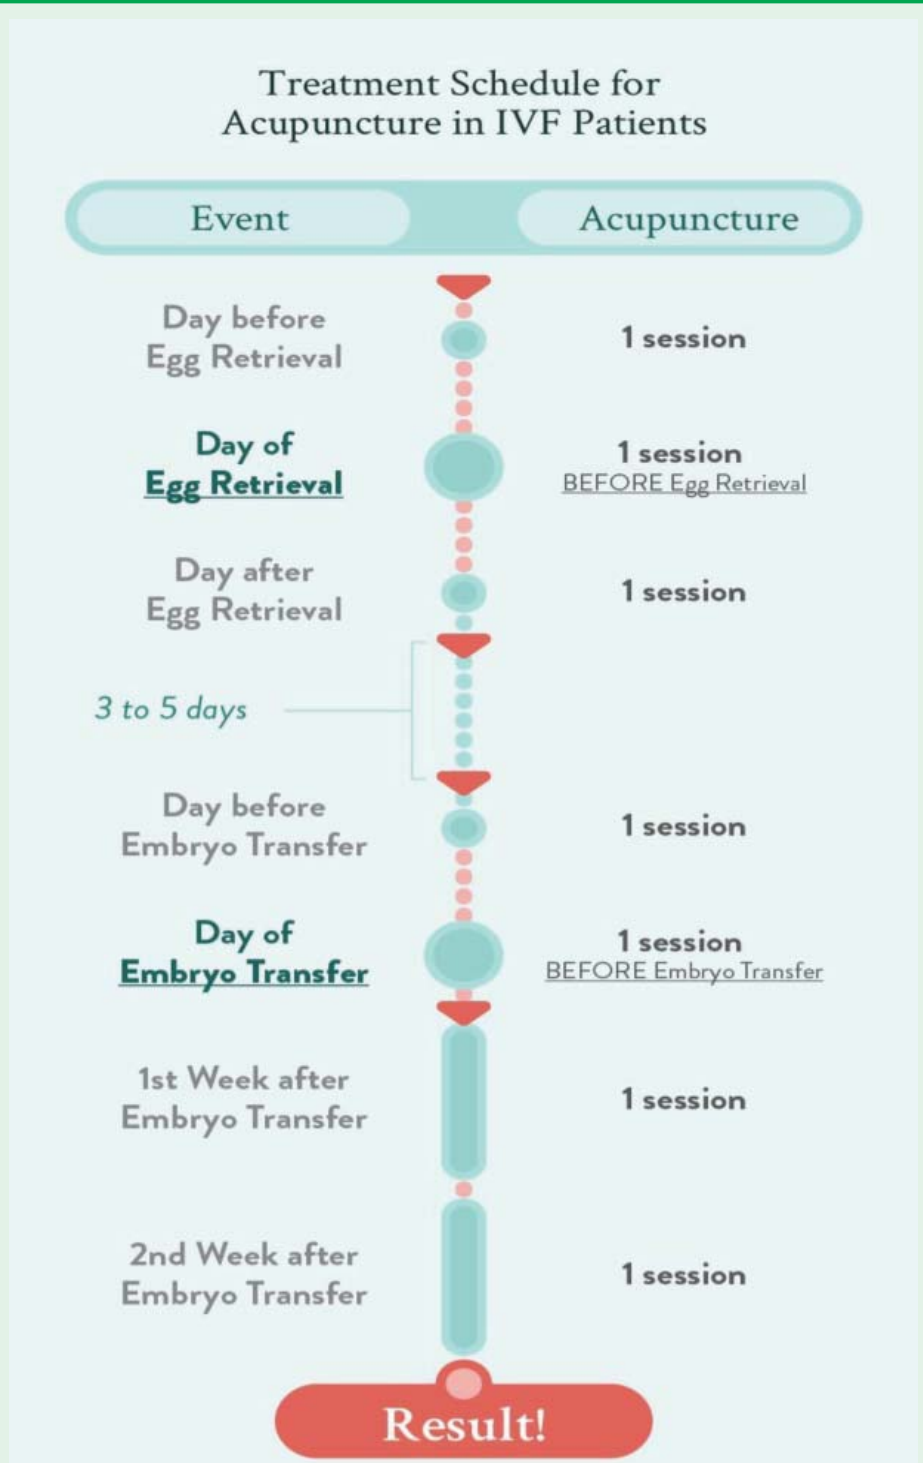 Treatment Schedule for
Acupuncture in IVF Patients
Event
Acupuncture
Day before
Egg Retrieval
1 session
Day of
Egg Retrieval
1 session
BEFORE Egg Retrieval
Day after
Egg Retrieval
1 session
3 to 5 days
Day before
Embryo Transfer
1 session
Day of
Embryo Transfer
1 session
BEFORE Embryo Transfer
1st Week after
Embryo Transfer
1 session
2nd Week after
Embryo Transfer
1 session
Result!